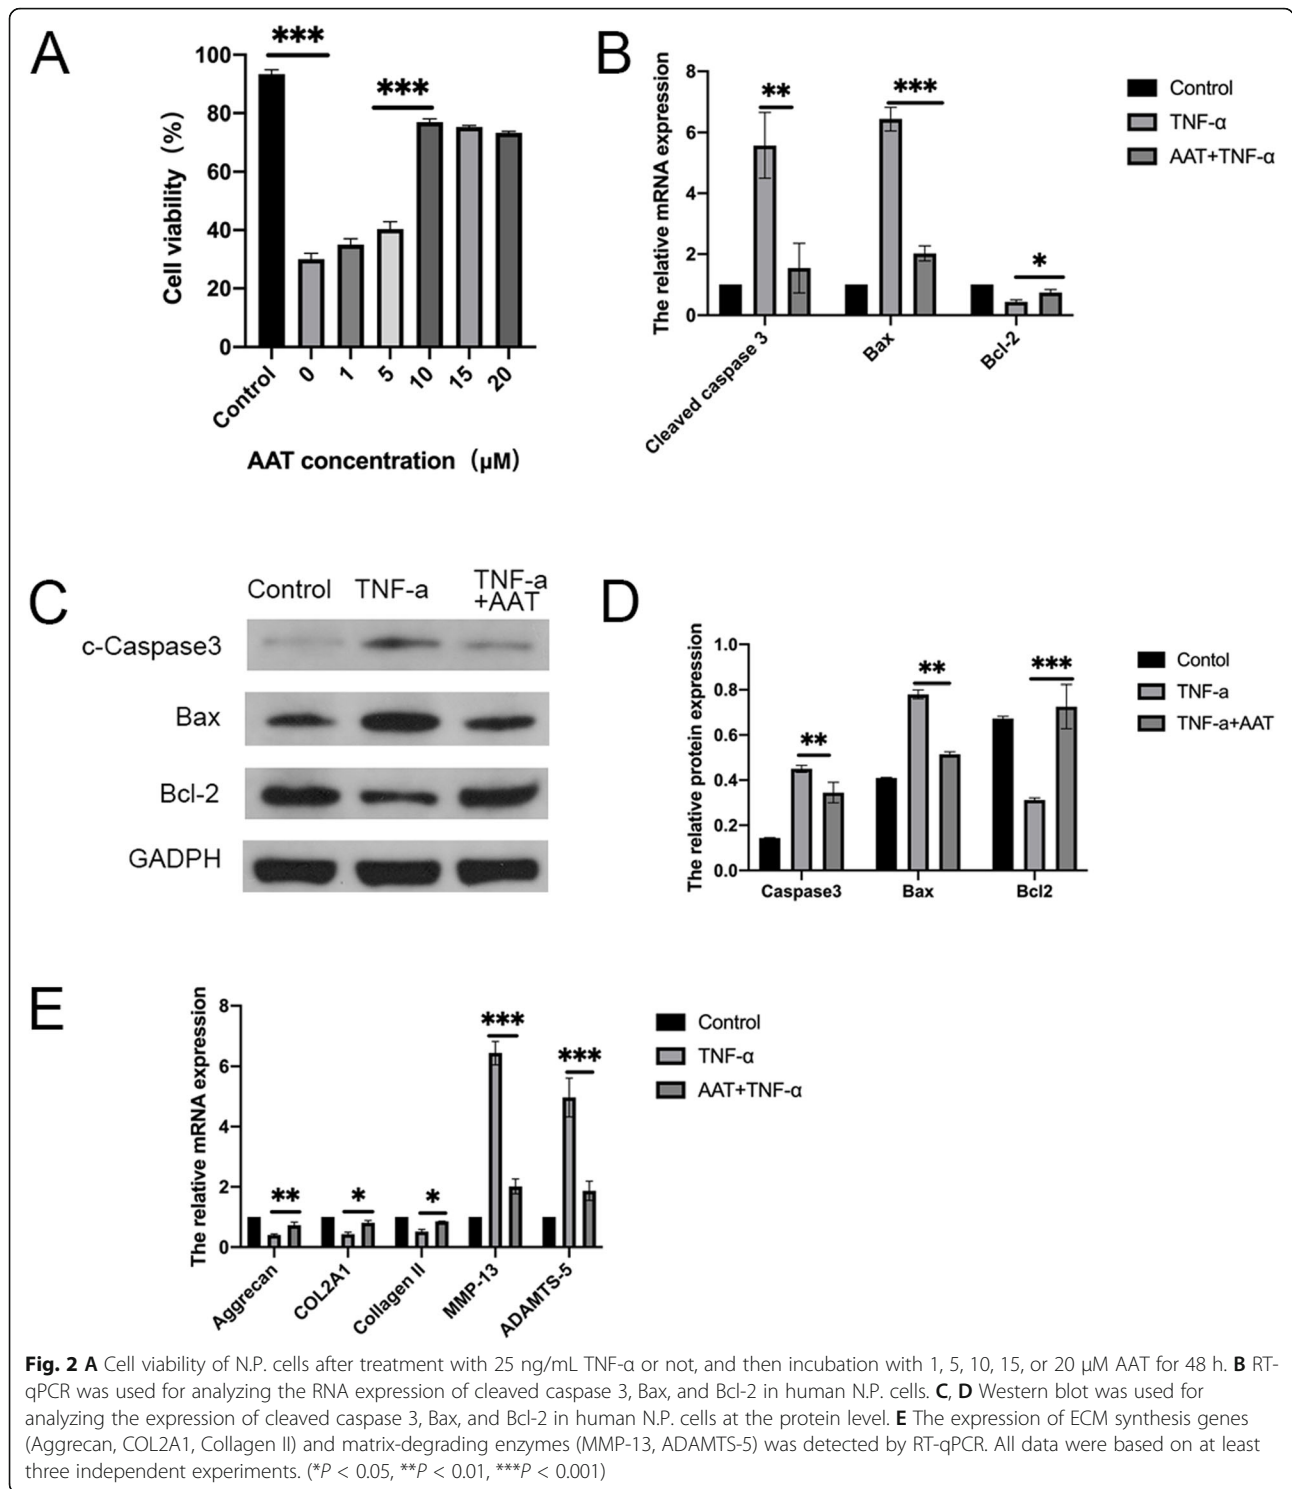 A
***
***
100
80
60
40
20
0
Cell viability (%)
Control
0
1
5
10
15
20
AAT concentration (μM)
B
**
***
*
8
6
4
2
0
The relative mRNA expression
Cleaved caspase 3
Bax
Bcl-2
Control
TNF-α
AAT+TNF-α
C
Control TNF-a TNF-a
+AAT
c-Caspase3
Bax
Bcl-2
GADPH
D
**
**
***
1.0
0.8
0.6
0.4
0.2
0.0
The relative protein expression
Caspase3
Bax
Bcl2
Contol
TNF-a
TNF-a+AAT
E
**
*
*
***
***
8
6
4
2
0
The relative mRNA expression
Aggrecan
COL2A1
Collagen II
MMP-13
ADAMTS-5
Control
TNF-α
AAT+TNF-α
Fig. 2 A Cell viability of N.P. cells after treatment with 25 ng/mL TNF-α or not, and then incubation with 1, 5, 10, 15, or 20 μM AAT for 48 h. B RT-
qPCR was used for analyzing the RNA expression of cleaved caspase 3, Bax, and Bcl-2 in human N.P. cells. C, D Western blot was used for
analyzing the expression of cleaved caspase 3, Bax, and Bcl-2 in human N.P. cells at the protein level. E The expression of ECM synthesis genes
(Aggrecan, COL2A1, Collagen II) and matrix-degrading enzymes (MMP-13, ADAMTS-5) was detected by RT-qPCR. All data were based on at least
three independent experiments. (*P < 0.05, **P < 0.01, ***P < 0.001)